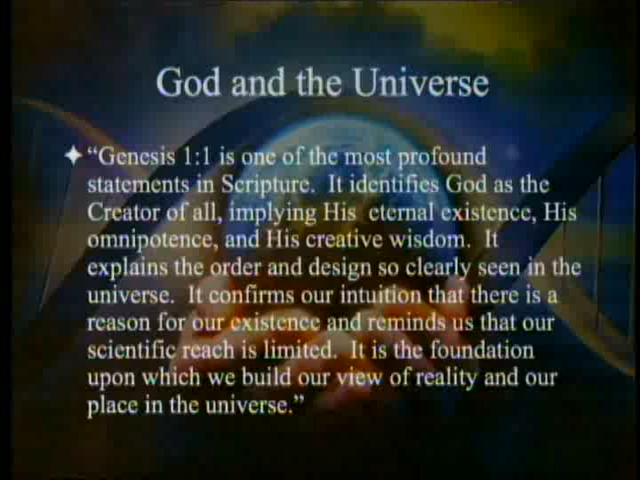 God and the Universe
“Genesis 1:1 is one of the most profound
statements in Scripture. It identifies God as the
Creator of all, implying His eternal existence, His
omnipotence, and His creative wisdom. It
explains the order and design so clearly seen in the
universe. It confirms our intuition that there is a
reason for our existence and reminds us that our
scientific reach is limited. It is the foundation
upon which we build our view of reality and our
place in the universe.”